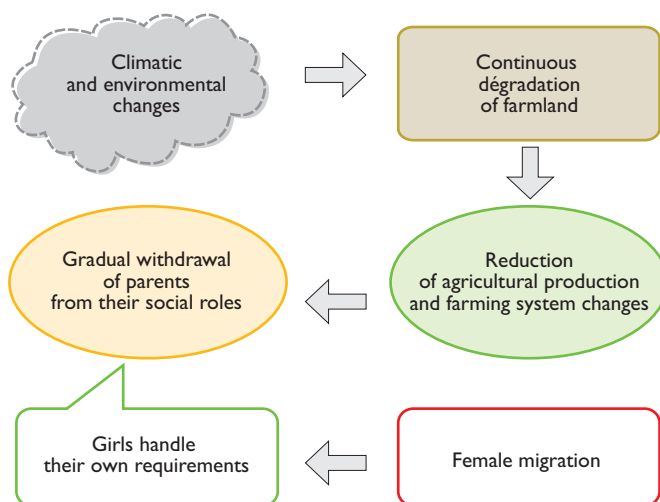 Climatic
and environmental
changes
Continuous
dégradation
of farmland
Gradual withdrawal
of parents
from their social roles
Reduction
of agricultural production
and farming system changes
Girls handle
their own requirements
Female migration